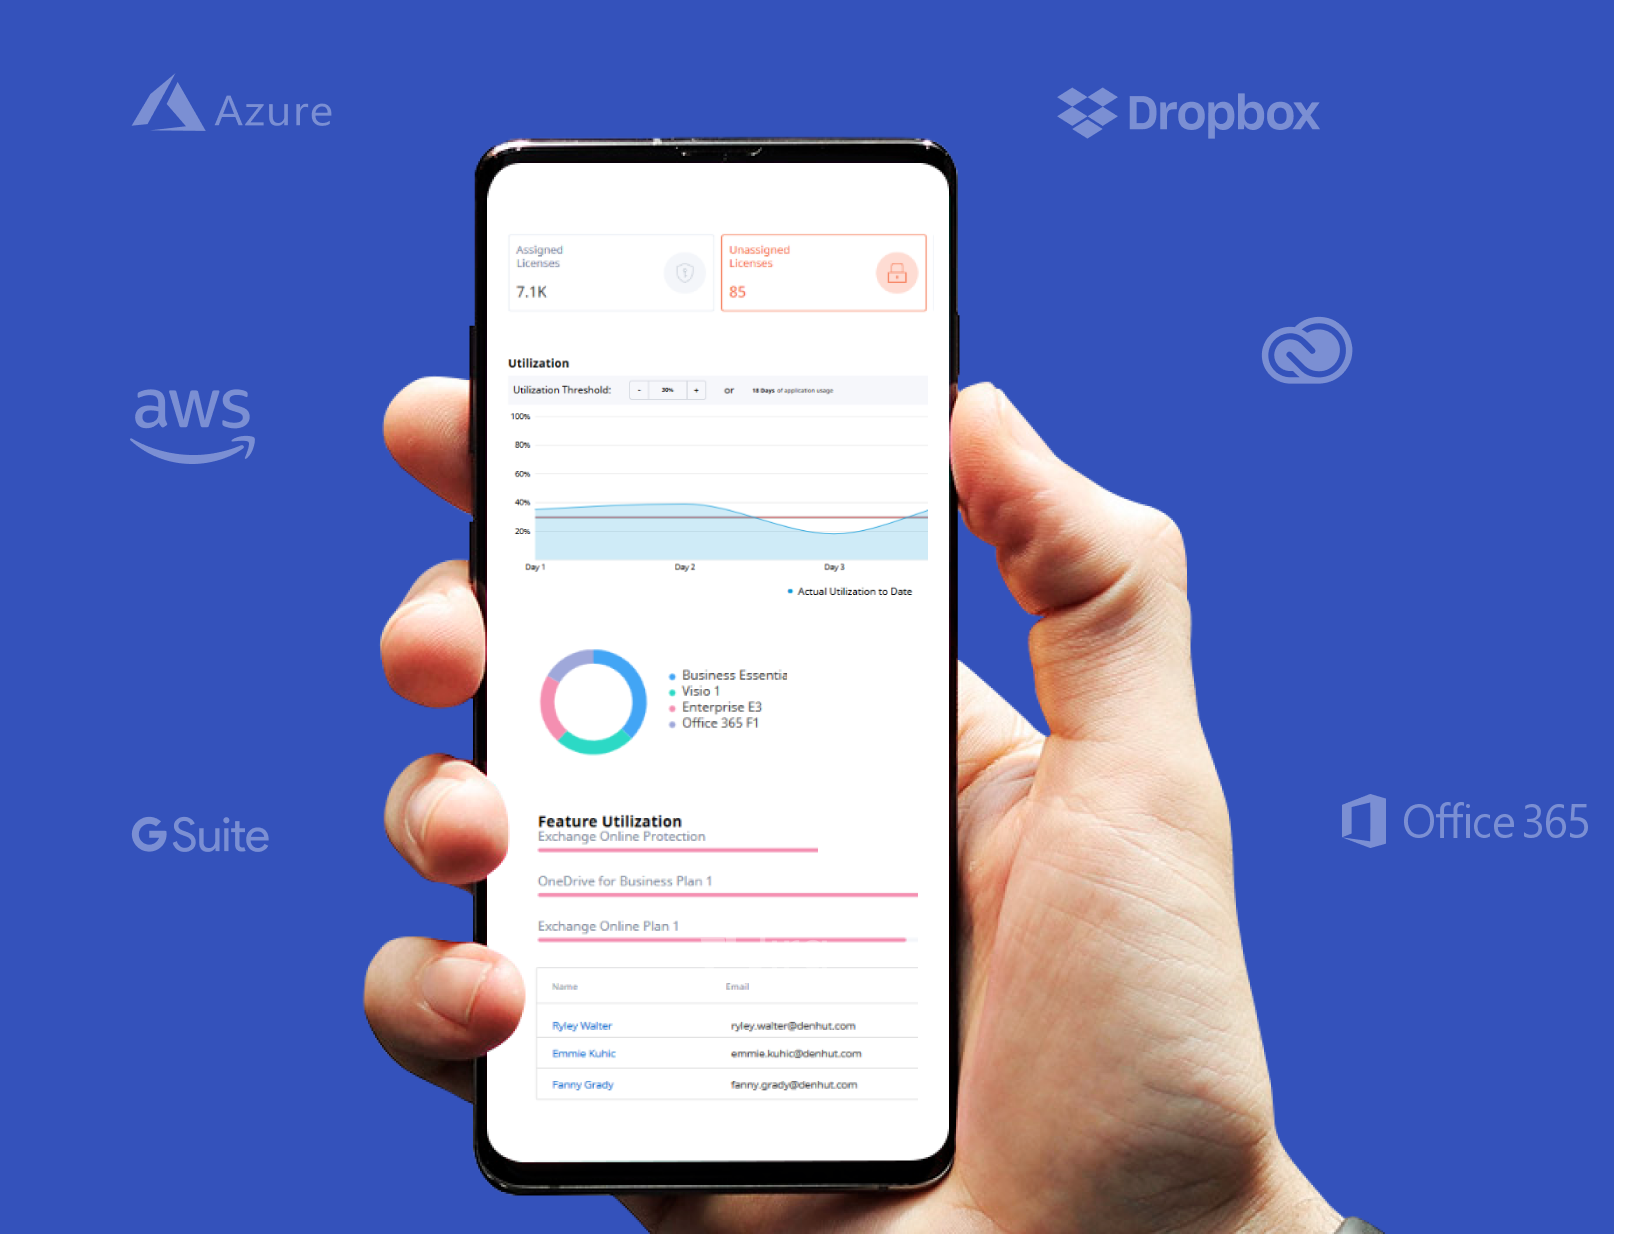 Azure
Dropbox
aws
G Suite
Office 365
Assigned
Licenses
7.1K
Unassigned
Licenses
85
Utilization
Utilization Threshold: - 30% + or 18 Days of application usage
100%
80%
60%
40%
20%
Day 1 Day 2 Day 3
Actual Utilization to Date
Business Essentia
Visio 1
Enterprise E3
Office 365 F1
Feature Utilization
Exchange Online Protection
OneDrive for Business Plan 1
Exchange Online Plan 1
Name Email
Ryley Walter ryley.walter@denhut.com
Emmie Kuhic emmie.kuhic@denhut.com
Fanny Grady fanny.grady@denhut.com